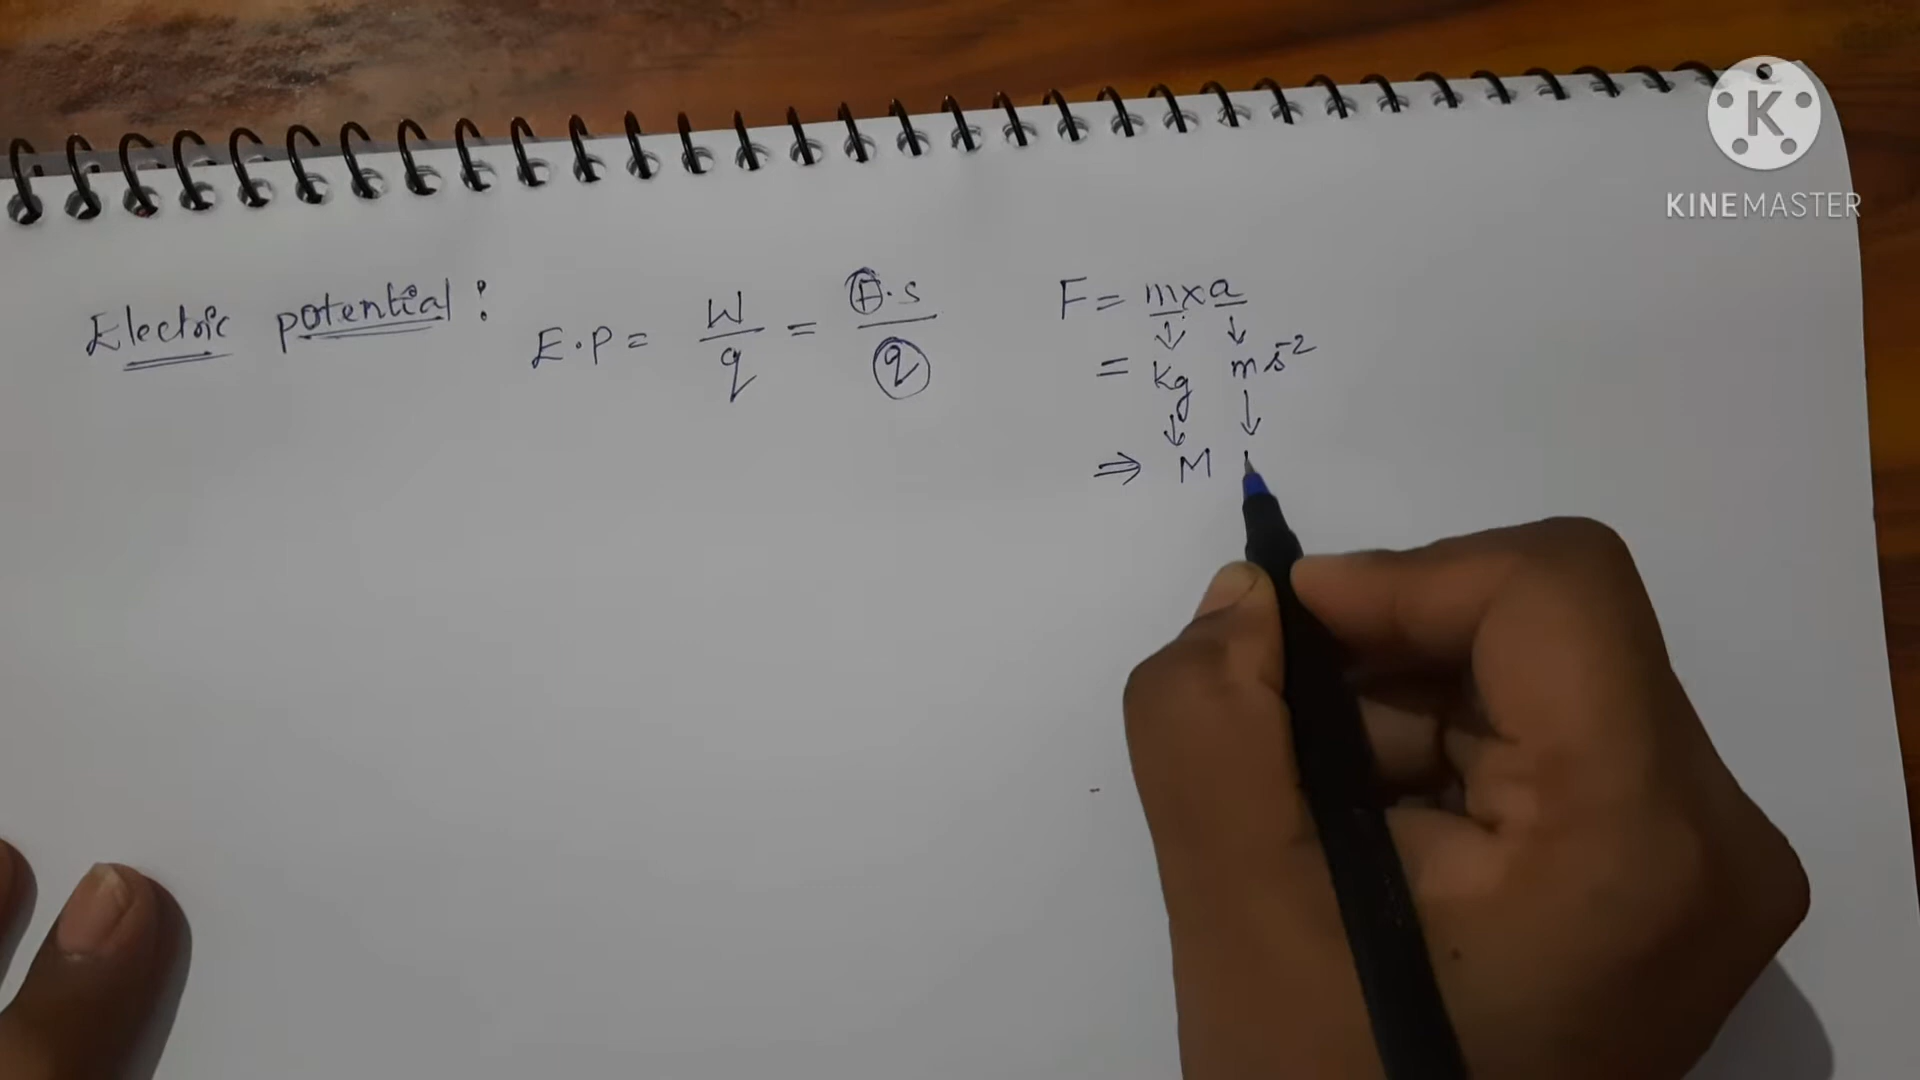 Electric potential :
E.P = W/q = F.s/q
F = m x a
= kg ms⁻²
⇒ M L
K
KINEMASTER